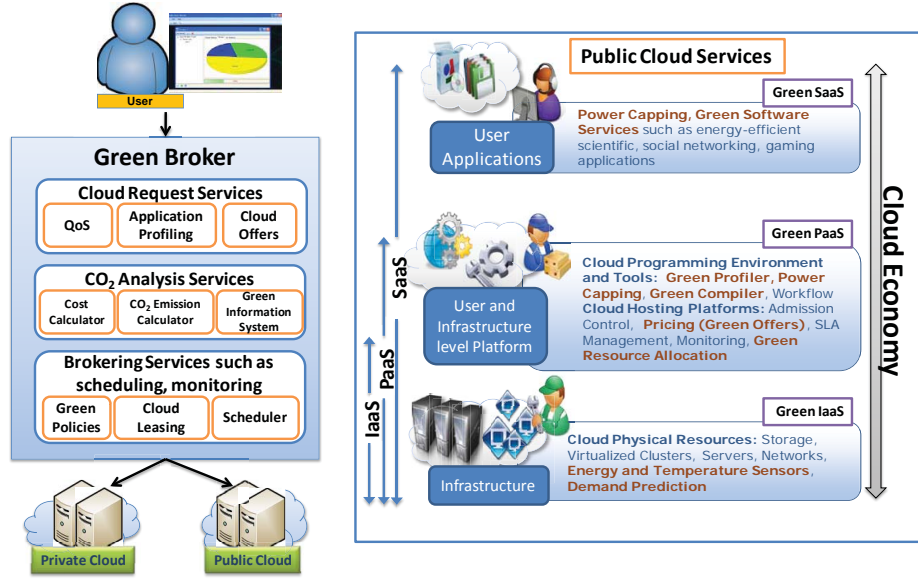 User
Green Broker
Cloud Request Services
QoS
Application
Profiling
Cloud
Offers
CO₂ Analysis Services
Cost
Calculator
CO₂ Emission
Calculator
Green
Information
System
Brokering Services such as
scheduling, monitoring
Green
Policies
Cloud
Leasing
Scheduler
Private Cloud
Public Cloud
Public Cloud Services
Green SaaS
User
Applications
Power Capping, Green Software
Services such as energy-efficient
scientific, social networking, gaming
applications
Green PaaS
User and
Infrastructure
level Platform
Cloud Programming Environment
and Tools: Green Profiler, Power
Capping, Green Compiler, Workflow
Cloud Hosting Platforms: Admission
Control, Pricing (Green Offers), SLA
Management, Monitoring, Green
Resource Allocation
Green IaaS
Infrastructure
Cloud Physical Resources: Storage,
Virtualized Clusters, Servers, Networks,
Energy and Temperature Sensors,
Demand Prediction
IaaS
PaaS
SaaS
Cloud Economy